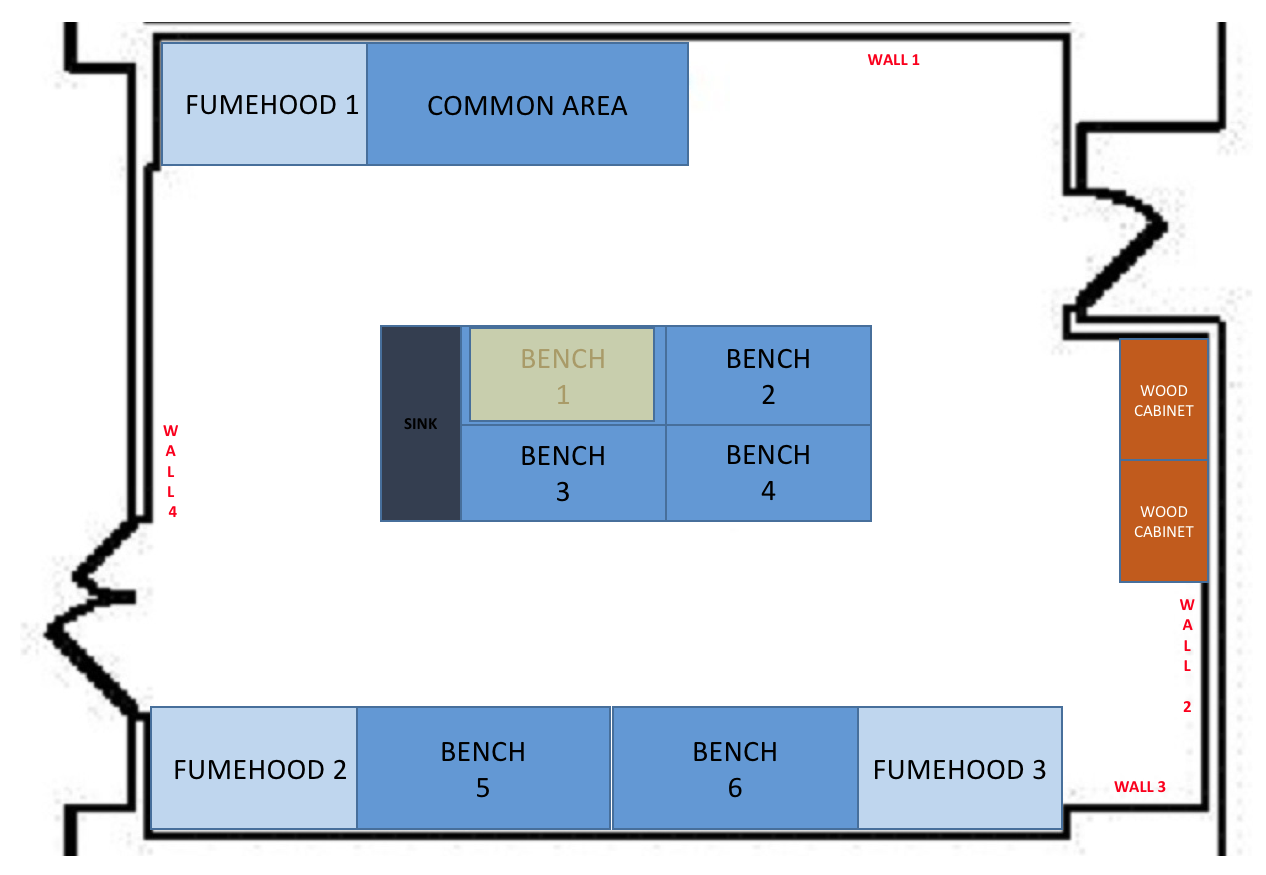 WALL 1
FUMEHOOD 1
COMMON AREA
BENCH
1
BENCH
2
SINK
BENCH
3
BENCH
4
WOOD
CABINET
WOOD
CABINET
W
A
L
L
4
W
A
L
L
2
FUMEHOOD 2
BENCH
5
BENCH
6
FUMEHOOD 3
WALL 3